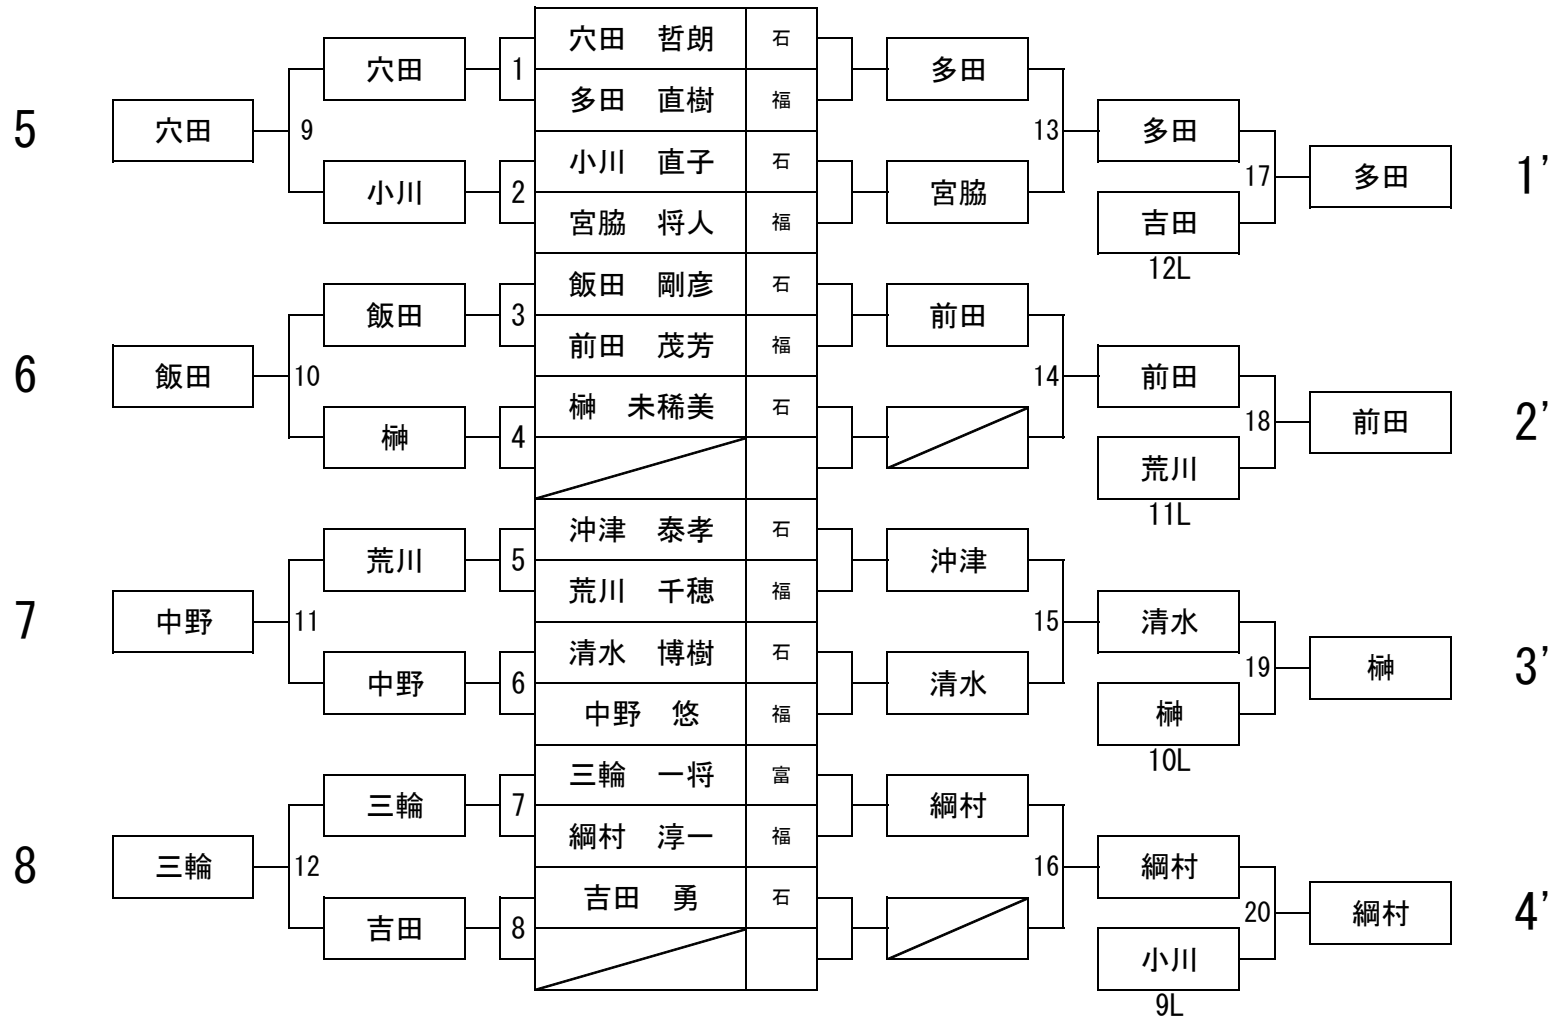 穴田　哲朗 石
穴田 1 多田
多田　直樹 福
5 穴田 9 13 多田
小川　直子 石
17 多田 1’
小川 2 宮脇
宮脇　将人 福 吉田
12L
飯田　剛彦 石
飯田 3 前田
前田　茂芳 福
6 飯田 10 14 前田
榊　未稀美 石
18 前田 2’
榊 4
荒川
11L
沖津　泰孝 石
荒川 5 沖津
荒川　千穂 福
7 中野 11 15 清水
清水　博樹 石
19 榊 3’
中野 6 清水
中野　悠 福 榊
10L
三輪　一将 富
三輪 7 綱村
綱村　淳一 福
8 三輪 12 16 綱村
吉田　勇 石
20 綱村 4’
吉田 8
小川
9L